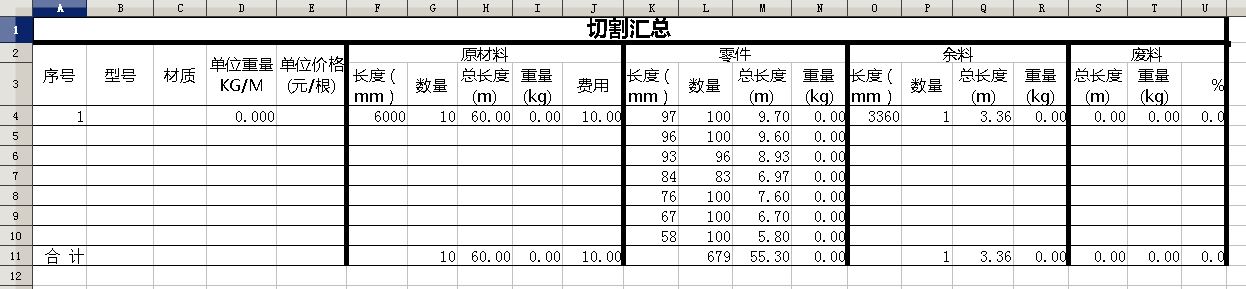 A B C D E F G H I J K L M N O P Q R S T U
1 切割汇总
2 序号 型号 材质 单位重量 KG/M 单位价格 (元/根) 原材料 零件 余料 废料
3 长度(mm) 数量 总长度(m) 重量(kg) 费用 长度(mm) 数量 总长度(m) 重量(kg) 长度(mm) 数量 总长度(m) 重量(kg) 总长度(m) 重量(kg) %
4 1 0.000 6000 10 60.00 0.00 10.00 97 100 9.70 0.00 3360 1 3.36 0.00 0.00 0.00 0.0
5 96 100 9.60 0.00
6 93 96 8.93 0.00
7 84 83 6.97 0.00
8 76 100 7.60 0.00
9 67 100 6.70 0.00
10 58 100 5.80 0.00
11 合 计 10 60.00 0.00 10.00 679 55.30 0.00 1 3.36 0.00 0.00 0.00 0.0
12